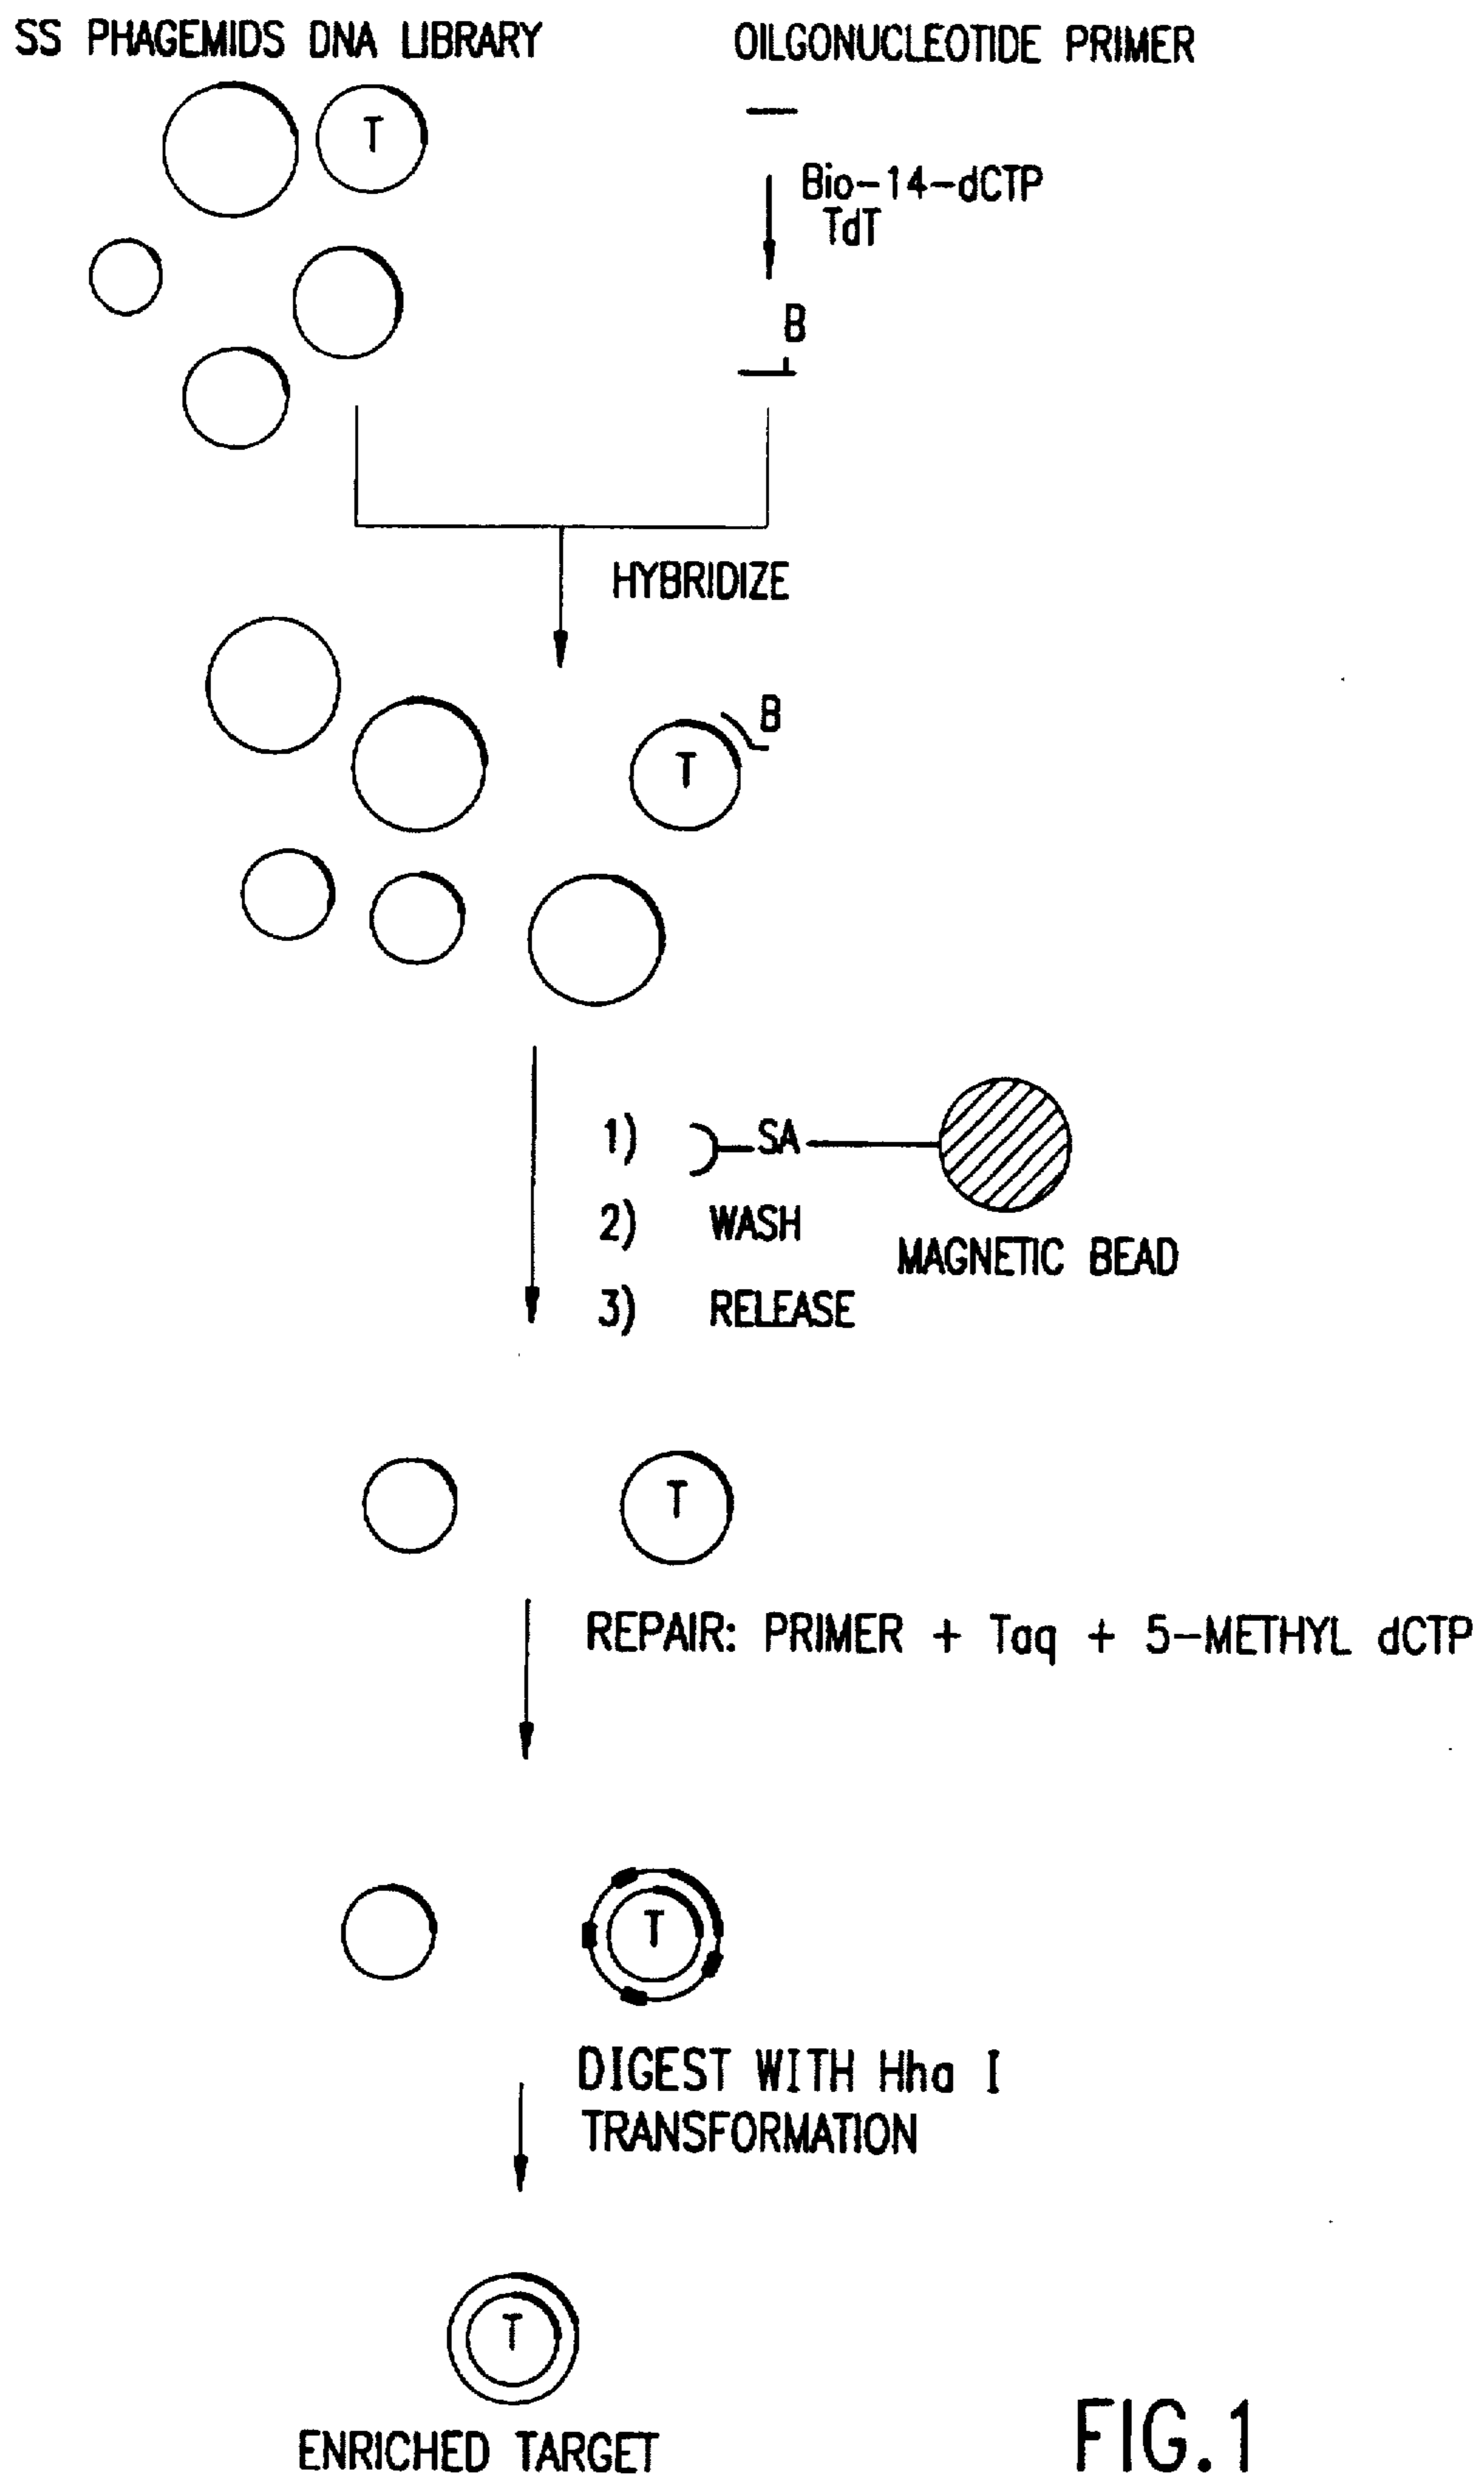 SS PHAGEMIDS DNA LIBRARY
OILGONUCLEOTIDE PRIMER
T
Bio-14-dCTP
TdT
B
HYBRIDIZE
B
T
1) SA
2) WASH
MAGNETIC BEAD
3) RELEASE
T
REPAIR: PRIMER + Taq + 5-METHYL dCTP
T
DIGEST WITH Hha I
TRANSFORMATION
T
ENRICHED TARGET
FIG.1